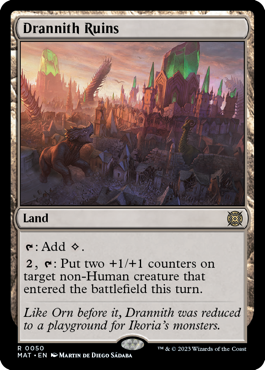 Drannith Ruins
Land
T: Add C.
2, T: Put two +1/+1 counters on
target non-Human creature that
entered the battlefield this turn.
Like Orn before it, Drannith was reduced
to a playground for Ikoria's monsters.
R 0050
MAT • EN Martin de Diego Sádaba
™ & © 2023 Wizards of the Coast